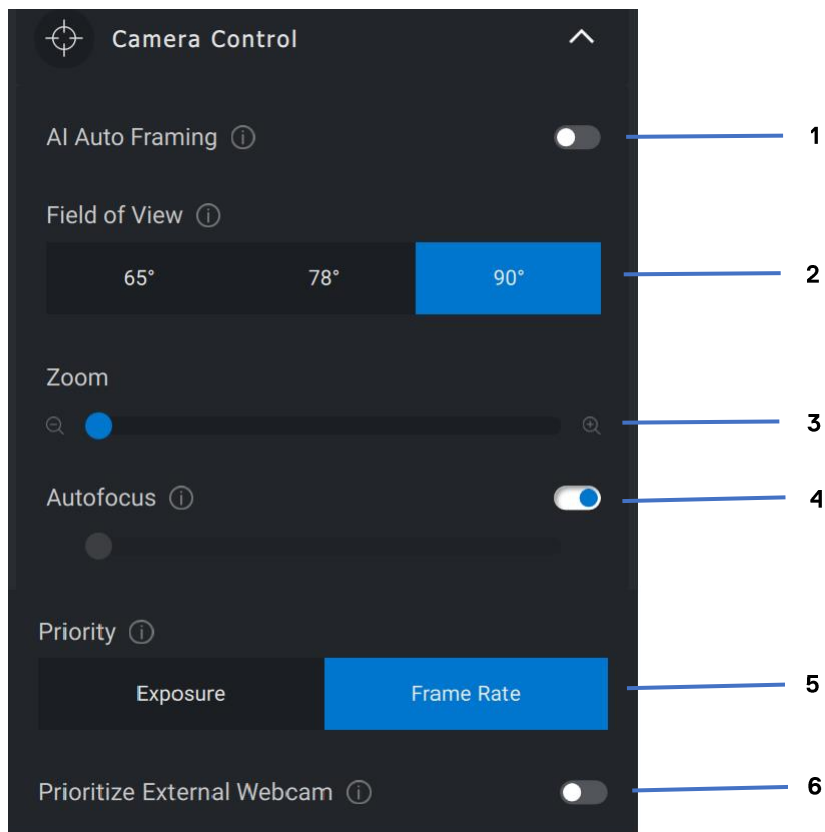 Camera Control
AI Auto Framing
1
Field of View
65° 78° 90°
2
Zoom
3
Autofocus
4
Priority
Exposure Frame Rate
5
Prioritize External Webcam
6